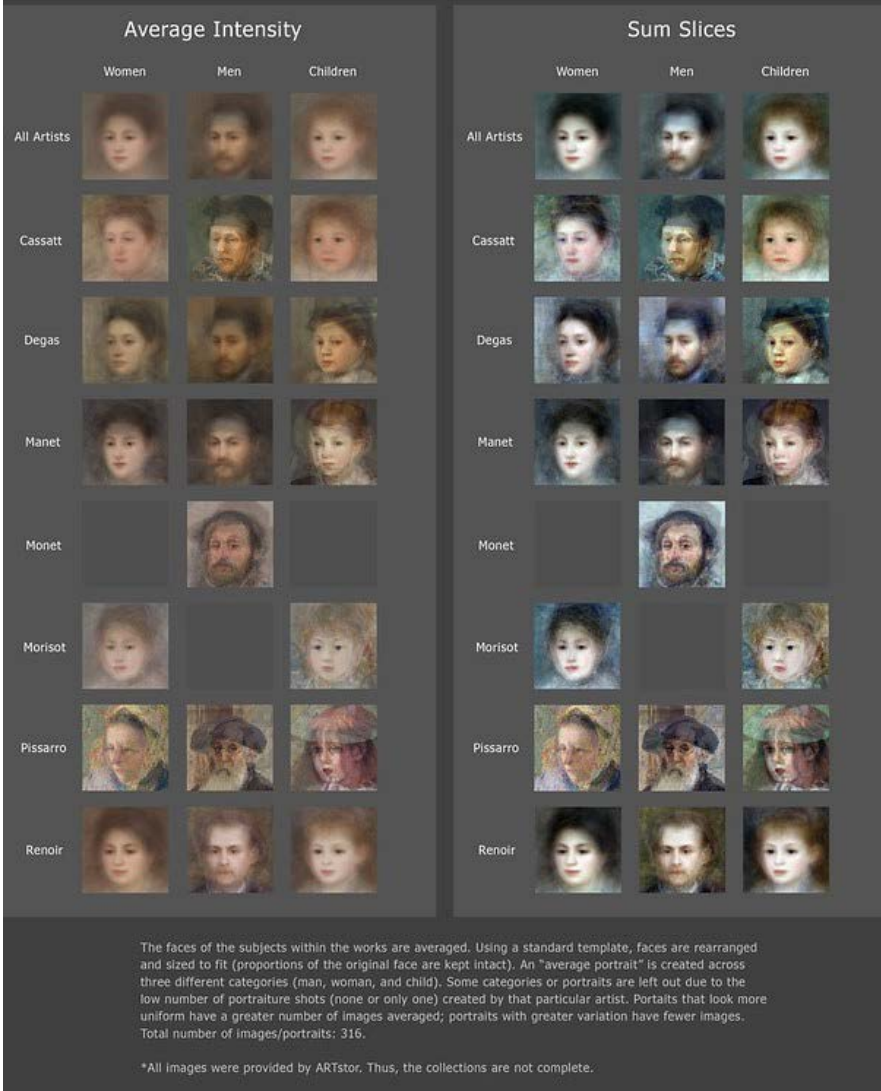 Average Intensity
Women Men Children
All Artists
Cassatt
Degas
Manet
Monet
Morisot
Pissarro
Renoir
Sum Slices
Women Men Children
All Artists
Cassatt
Degas
Manet
Monet
Morisot
Pissarro
Renoir
The faces of the subjects within the works are averaged. Using a standard template, faces are rearranged
and sized to fit (proportions of the original face are kept intact). An “average portrait” is created across
three different categories (man, woman, and child). Some categories or portraits are left out due to the
low number of portraiture shots (none or only one) created by that particular artist. Portaits that look more
uniform have a greater number of images averaged; portraits with greater variation have fewer images.
Total number of images/portraits: 316.
*All images were provided by ARTstor. Thus, the collections are not complete.